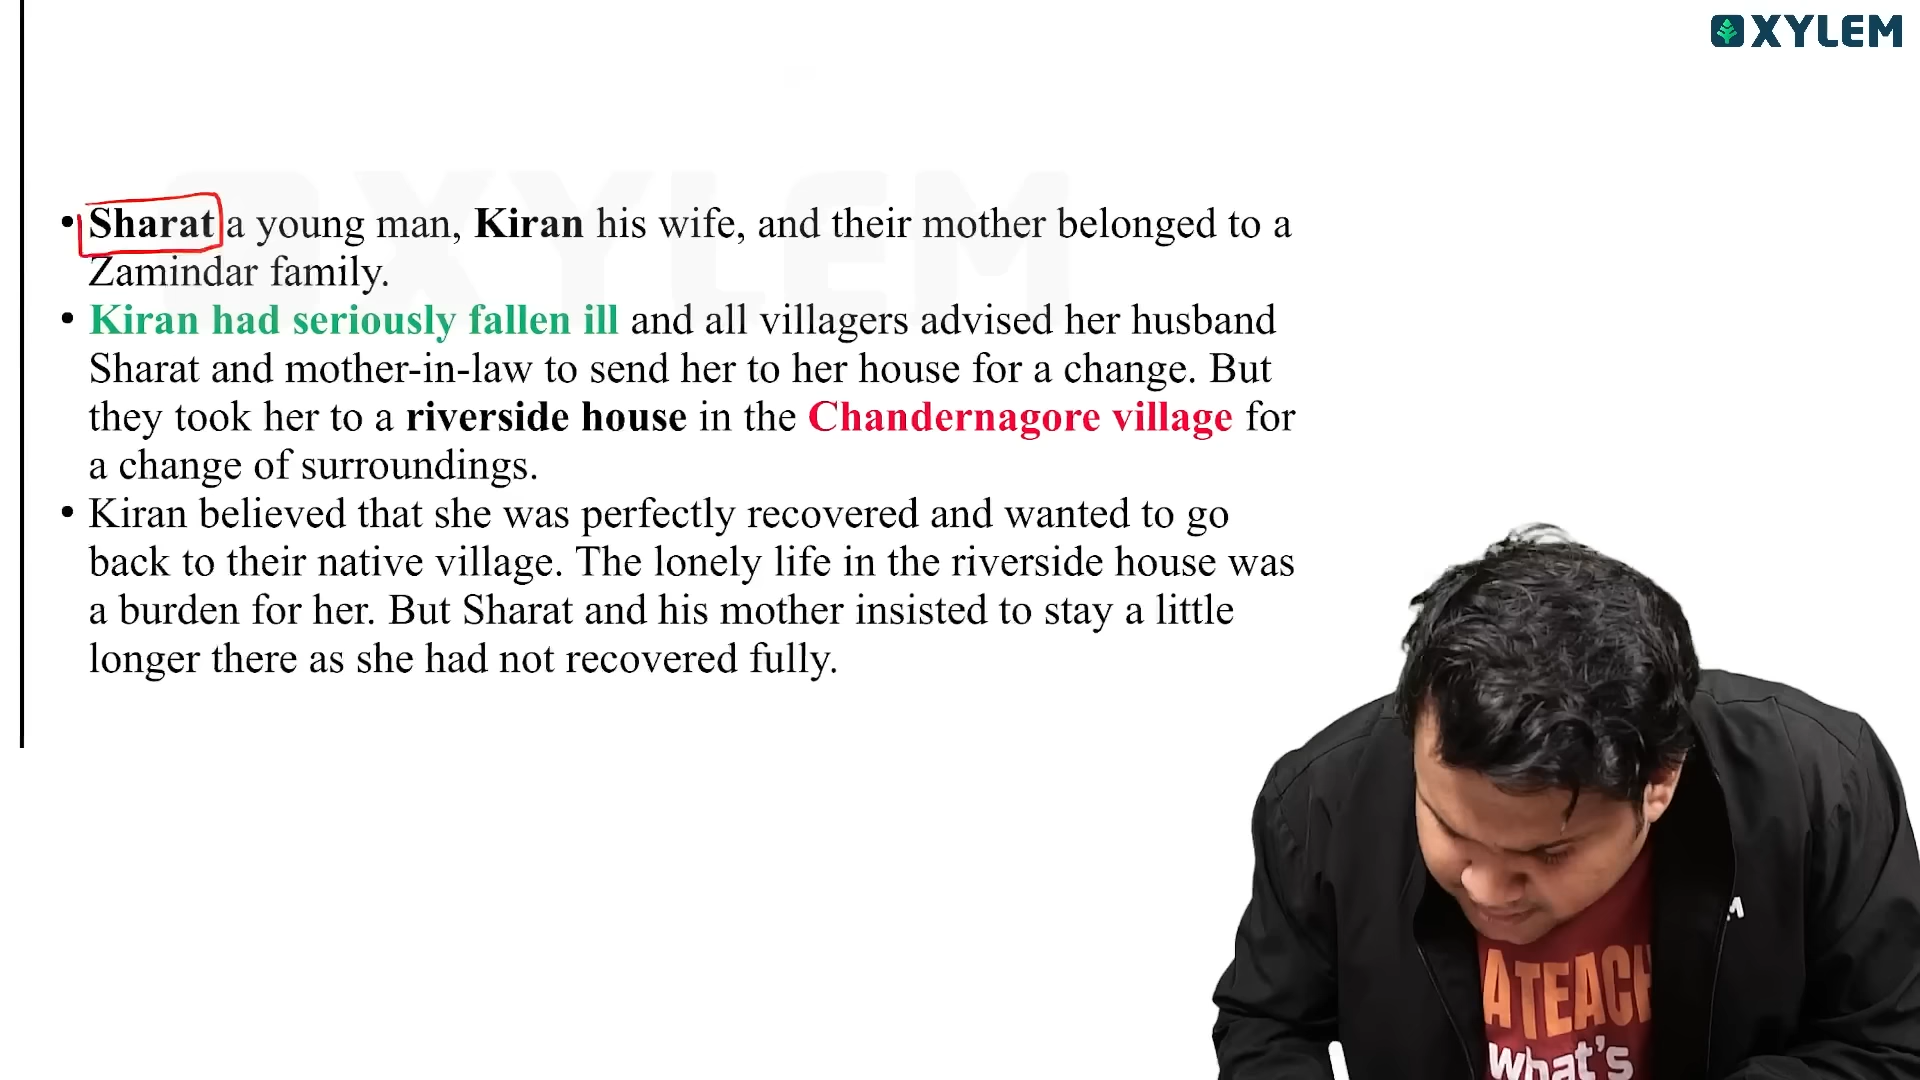 XYLEM
• Sharat a young man, Kiran his wife, and their mother belonged to a
Zamindar family.
• Kiran had seriously fallen ill and all villagers advised her husband
Sharat and mother-in-law to send her to her house for a change. But
they took her to a riverside house in the Chandernagore village for
a change of surroundings.
• Kiran believed that she was perfectly recovered and wanted to go
back to their native village. The lonely life in the riverside house was
a burden for her. But Sharat and his mother insisted to stay a little
longer there as she had not recovered fully.
XYLEM
ATEACH
what's